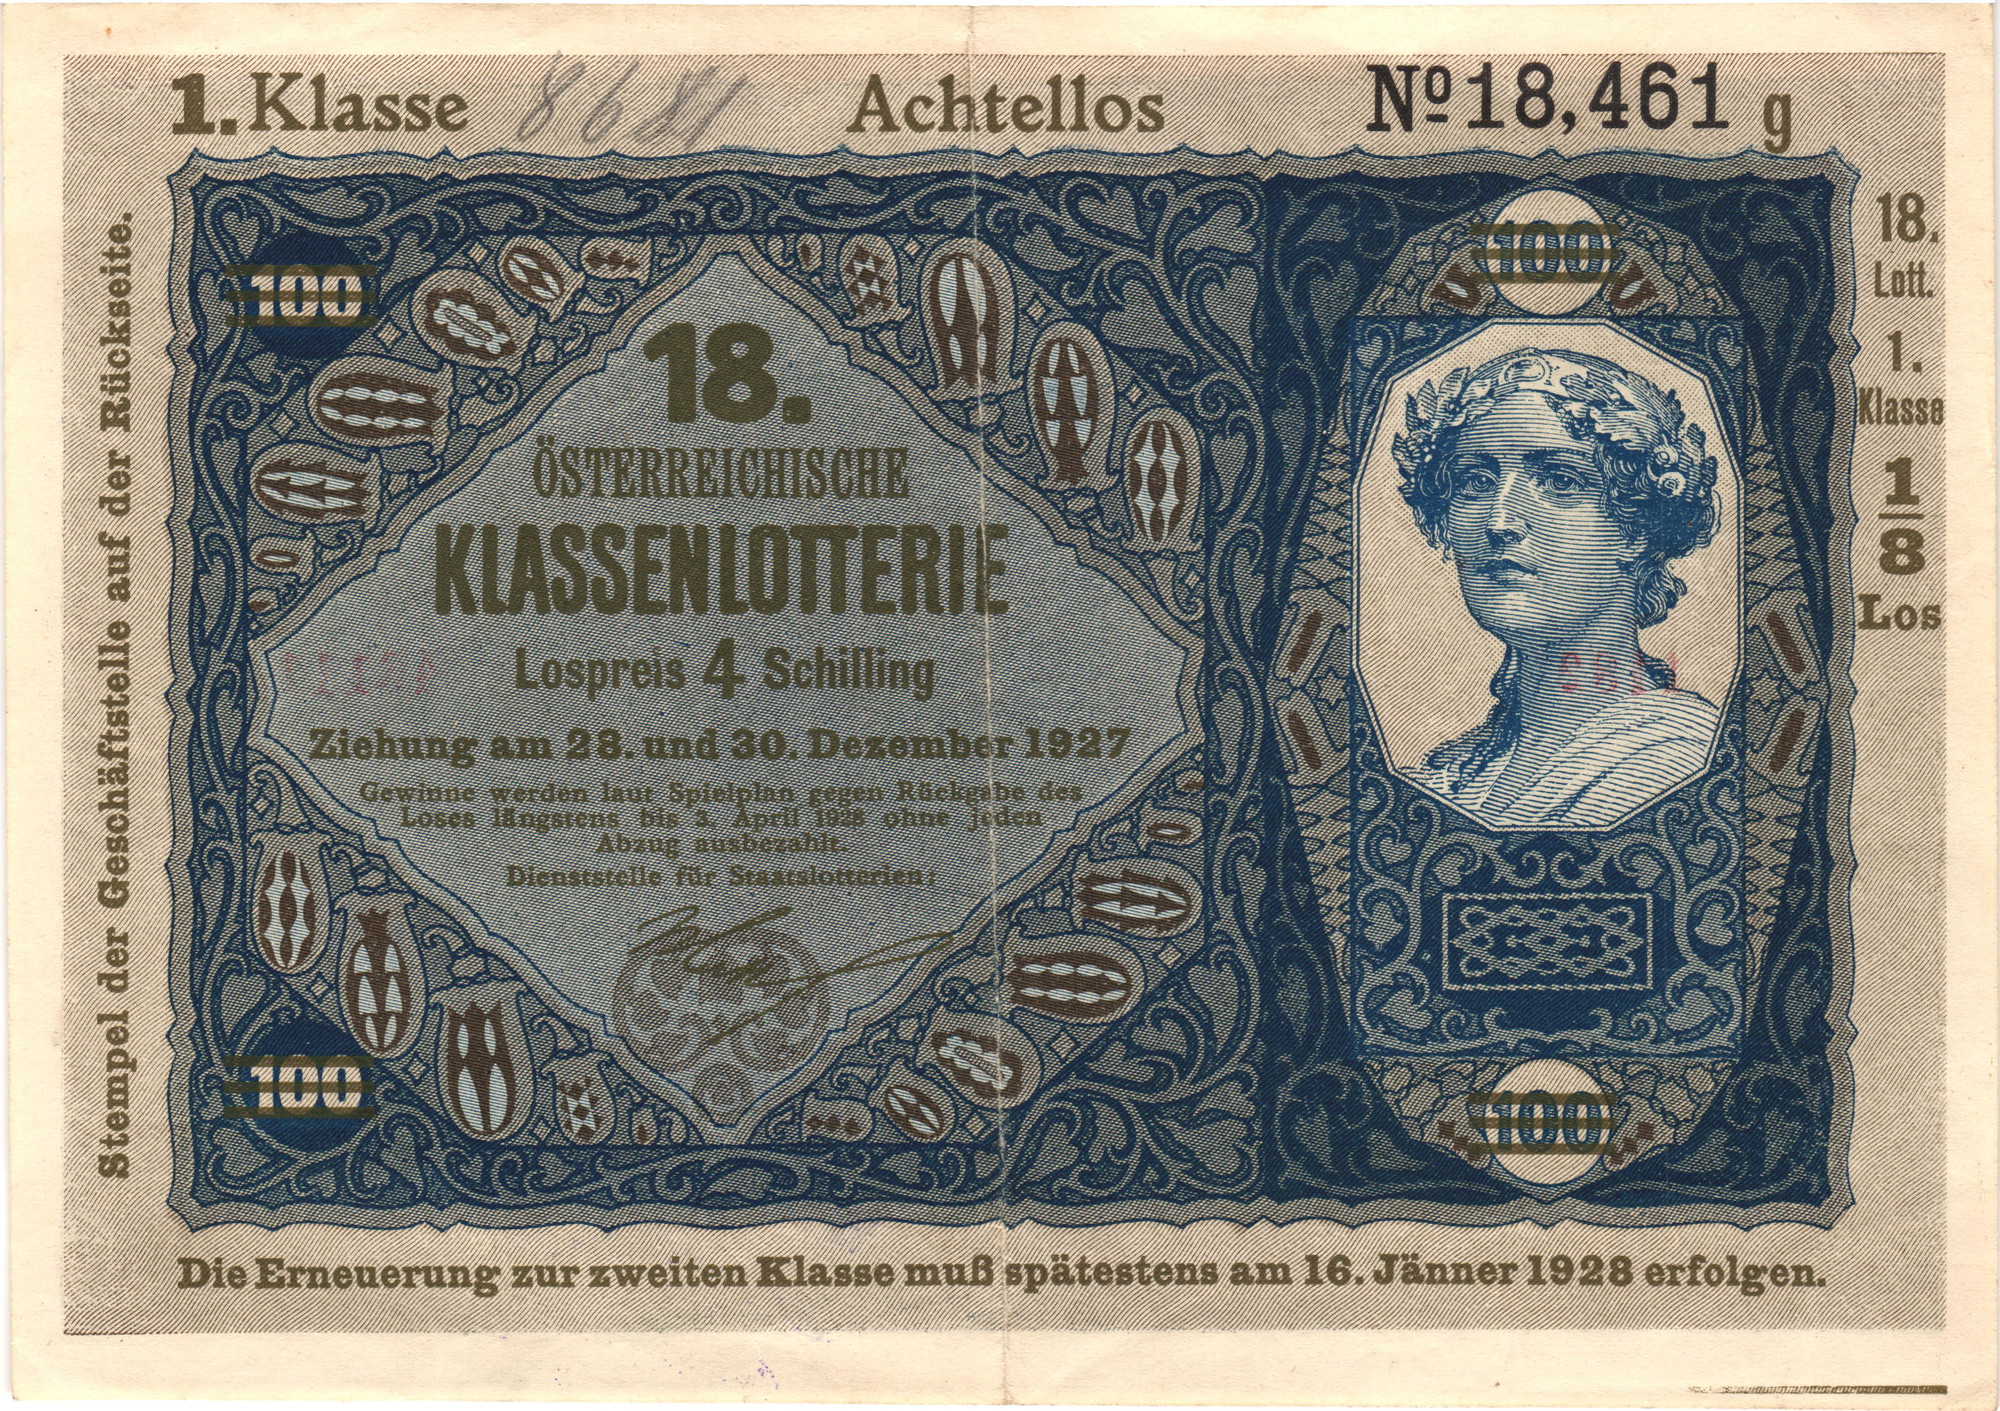 1. Klasse
8681
Achtellos
No 18,461 g
Stempel der Geschäftstelle auf der Rückseite.
100
100
18.
ÖSTERREICHISCHE
KLASSENLOTTERIE
Lospreis 4 Schilling
Ziehung am 28. und 30. Dezember 1927
Gewinne werden laut Spielplan gegen Rückgabe des
Loses längstens bis 3. April 1928 ohne jeden
Abzug ausbezahlt.
Dienststelle für Staatslotterien:
100
100
18.
Lott.
1.
Klasse
1/8
Los
Die Erneuerung zur zweiten Klasse muß spätestens am 16. Jänner 1928 erfolgen.